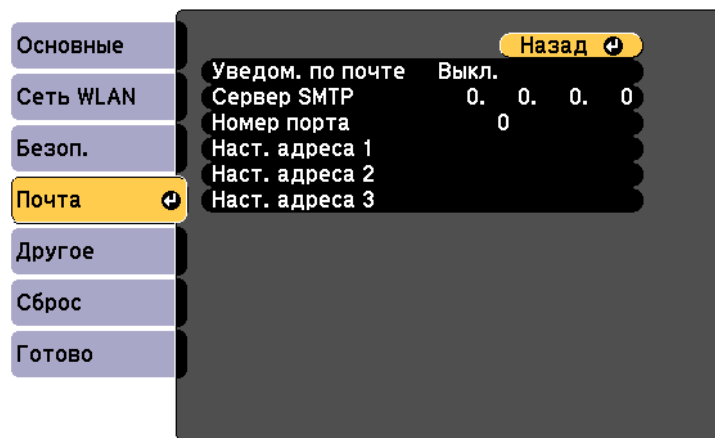 Основные
Сеть WLAN
Безоп.
Почта
Другое
Сброс
Готово
Назад
Уведом. по почте Выкл.
Сервер SMTP 0. 0. 0. 0
Номер порта 0
Наст. адреса 1
Наст. адреса 2
Наст. адреса 3